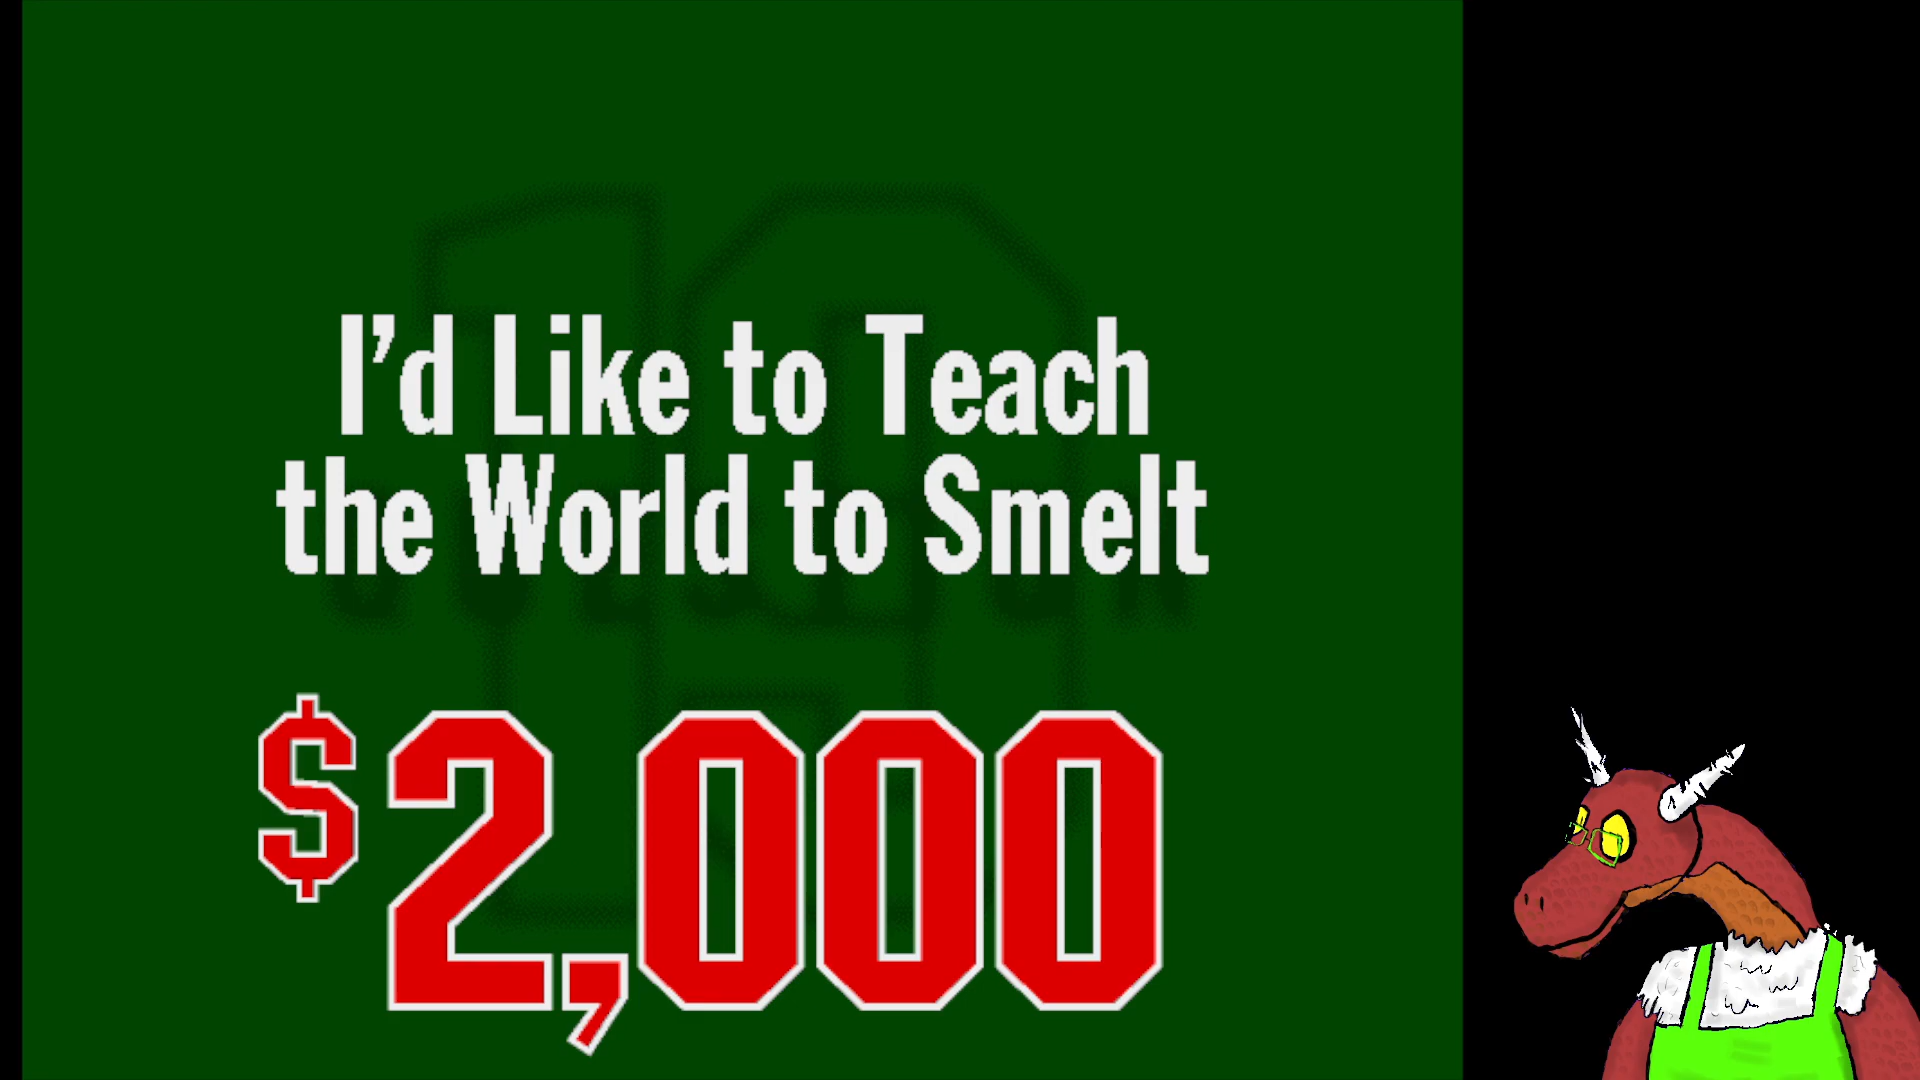 I’d Like to Teach
the World to Smelt
$2,000